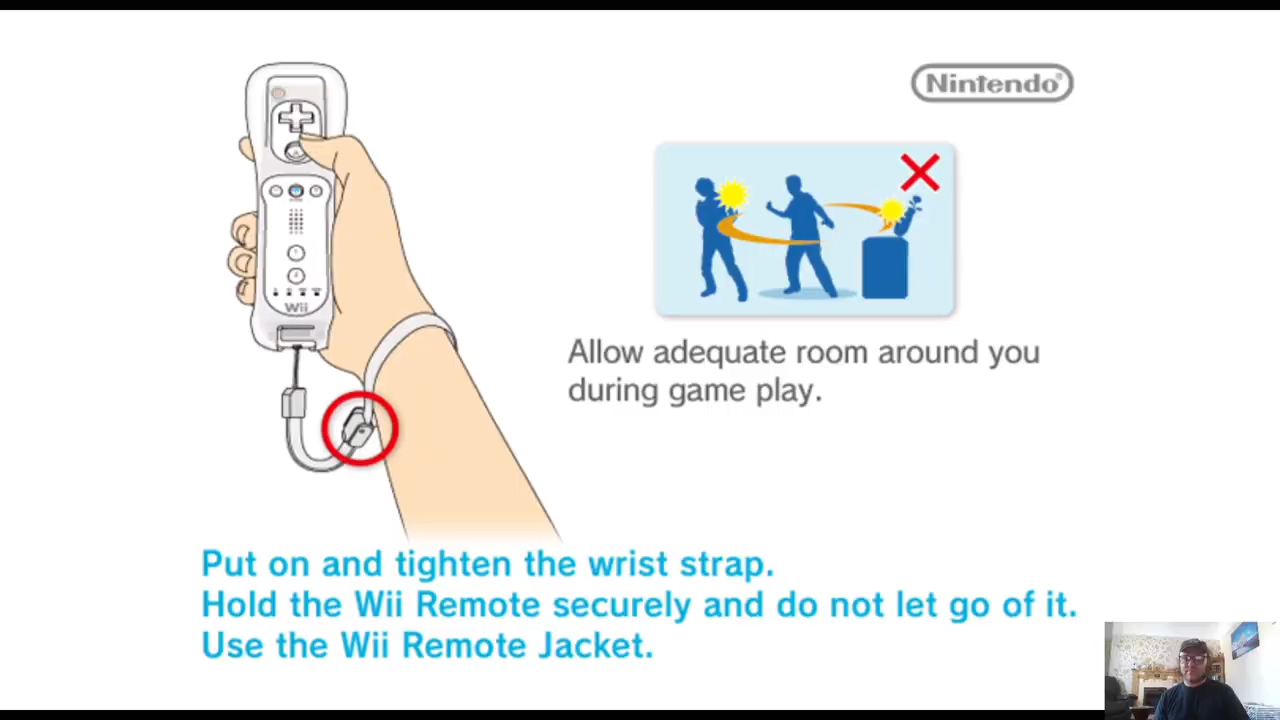 Nintendo®
Wii
Allow adequate room around you
during game play.
Put on and tighten the wrist strap.
Hold the Wii Remote securely and do not let go of it.
Use the Wii Remote Jacket.